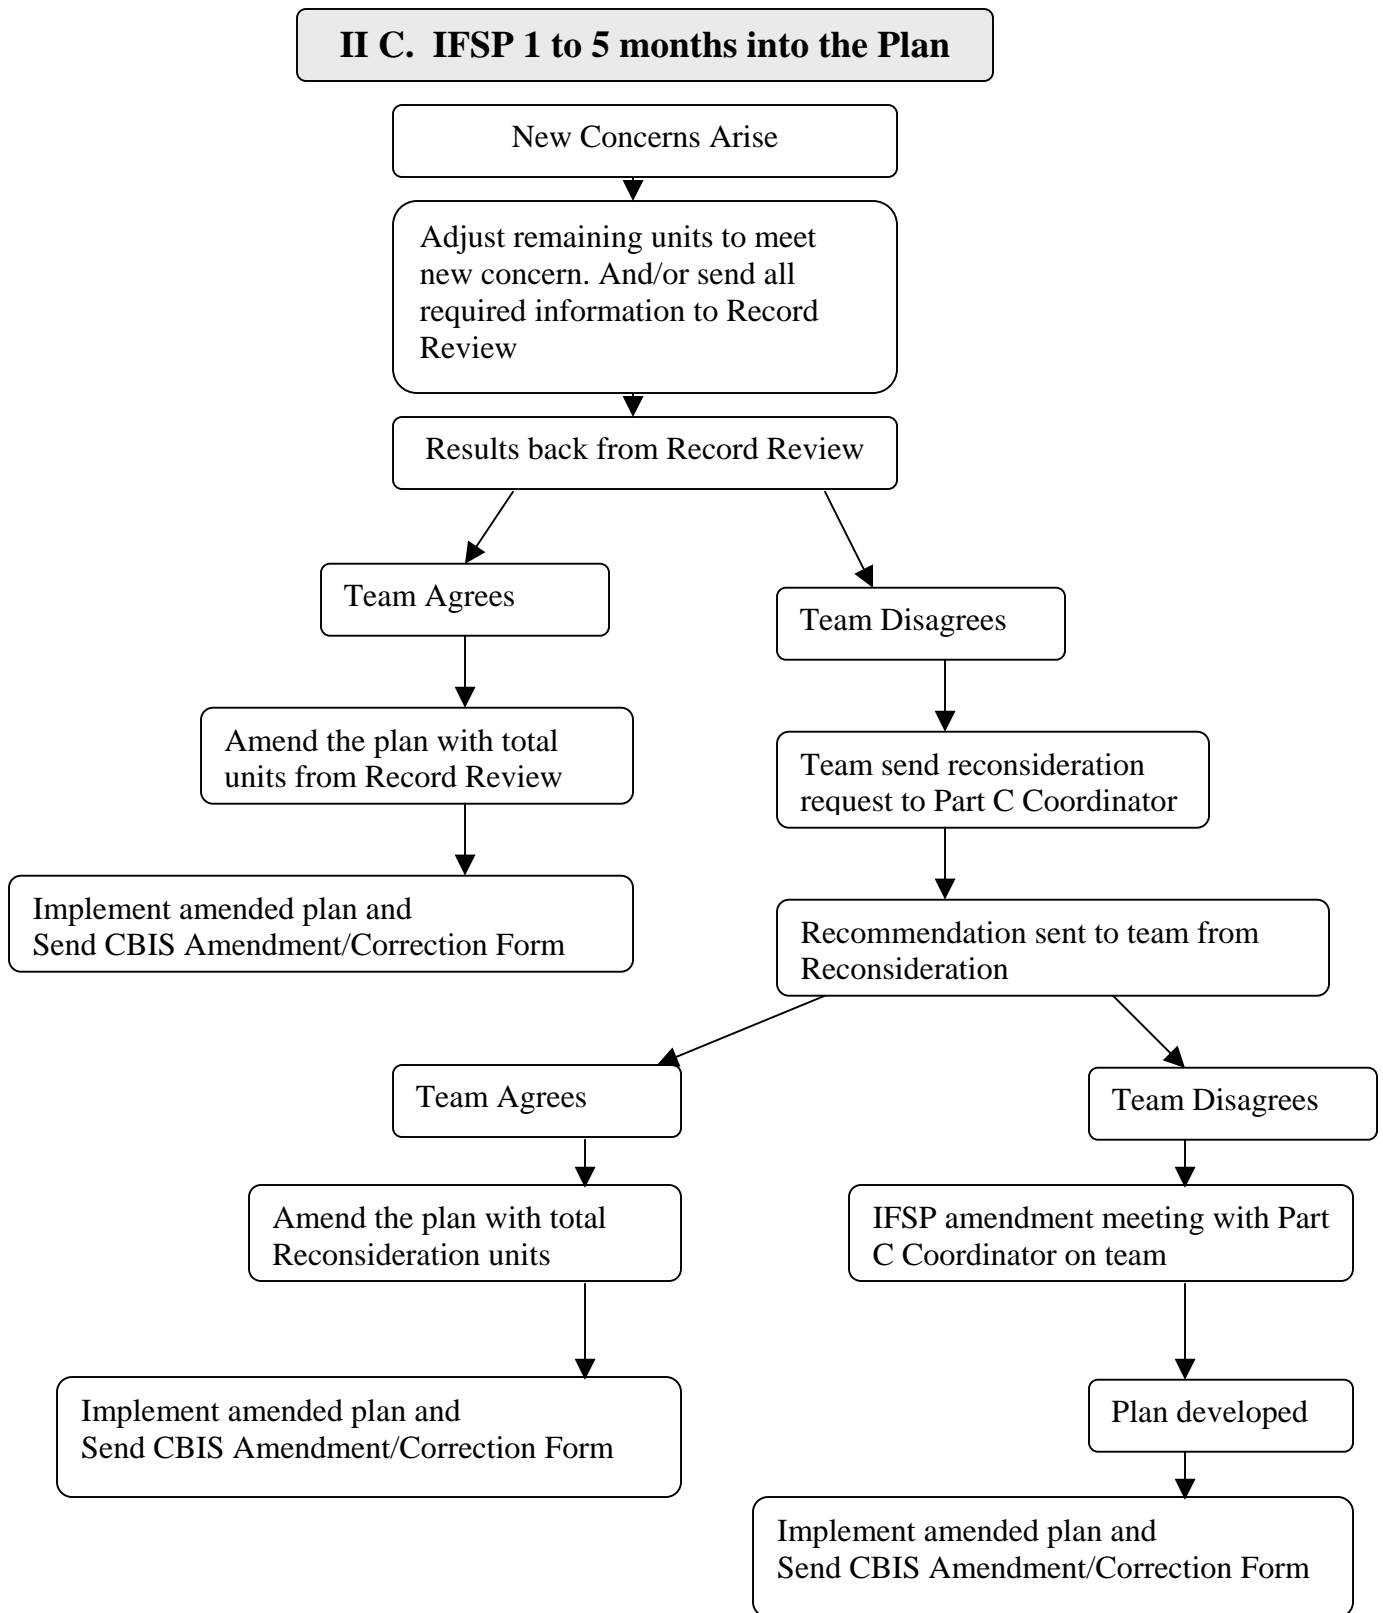 II C.  IFSP 1 to 5 months into the Plan
New Concerns Arise
Adjust remaining units to meet
new concern. And/or send all
required information to Record
Review
Results back from Record Review
Team Agrees
Team Disagrees
Amend the plan with total
units from Record Review
Team send reconsideration
request to Part C Coordinator
Implement amended plan and
Send CBIS Amendment/Correction Form
Recommendation sent to team from
Reconsideration
Team Agrees
Team Disagrees
Amend the plan with total
Reconsideration units
IFSP amendment meeting with Part
C Coordinator on team
Implement amended plan and
Send CBIS Amendment/Correction Form
Plan developed
Implement amended plan and
Send CBIS Amendment/Correction Form